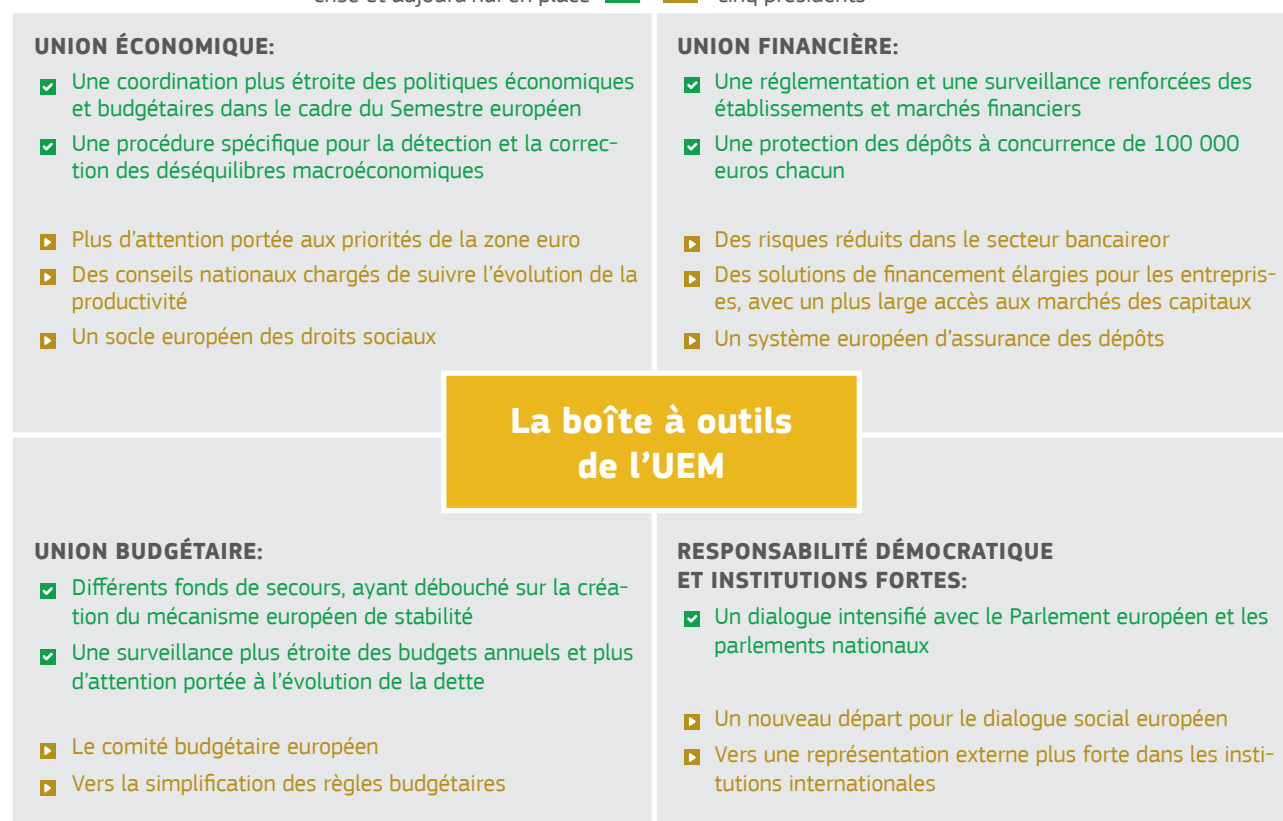 crise et aujourd'hui en place
cinq présidents
UNION ÉCONOMIQUE:
Une coordination plus étroite des politiques économiques
et budgétaires dans le cadre du Semestre européen
Une procédure spécifique pour la détection et la correc-
tion des déséquilibres macroéconomiques
Plus d’attention portée aux priorités de la zone euro
Des conseils nationaux chargés de suivre l’évolution de la
productivité
Un socle européen des droits sociaux
UNION FINANCIÈRE:
Une réglementation et une surveillance renforcées des
établissements et marchés financiers
Une protection des dépôts à concurrence de 100 000
euros chacun
Des risques réduits dans le secteur bancaireor
Des solutions de financement élargies pour les entrepris-
es, avec un plus large accès aux marchés des capitaux
Un système européen d’assurance des dépôts
La boîte à outils
de l’UEM
UNION BUDGÉTAIRE:
Différents fonds de secours, ayant débouché sur la créa-
tion du mécanisme européen de stabilité
Une surveillance plus étroite des budgets annuels et plus
d’attention portée à l’évolution de la dette
Le comité budgétaire européen
Vers la simplification des règles budgétaires
RESPONSABILITÉ DÉMOCRATIQUE
ET INSTITUTIONS FORTES:
Un dialogue intensifié avec le Parlement européen et les
parlements nationaux
Un nouveau départ pour le dialogue social européen
Vers une représentation externe plus forte dans les insti-
tutions internationales